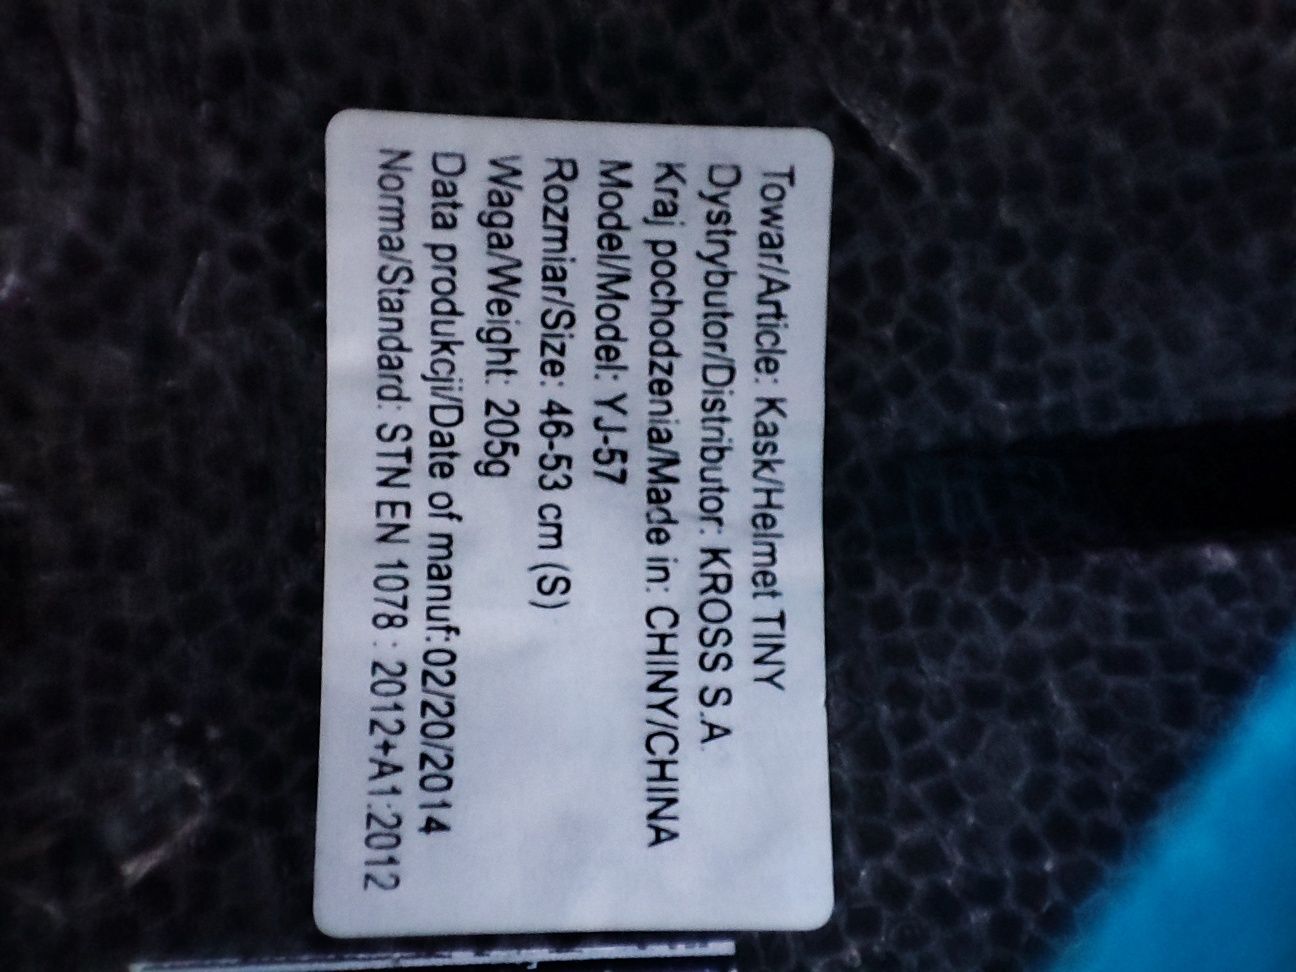 Towar/Article: Kask/Helmet TINY
Dystrybutor/Distributor: KROSS S.A
Kraj pochodzenia/Made in: CHINY/CHINA
Model/Model: YJ-57
Rozmiar/Size: 46-53 cm (S)
Waga/Weight: 205g
Data produkcji/Date of manuf:02/20/2014
Norma/Standard: STN EN 1078 : 2012+A1:2012